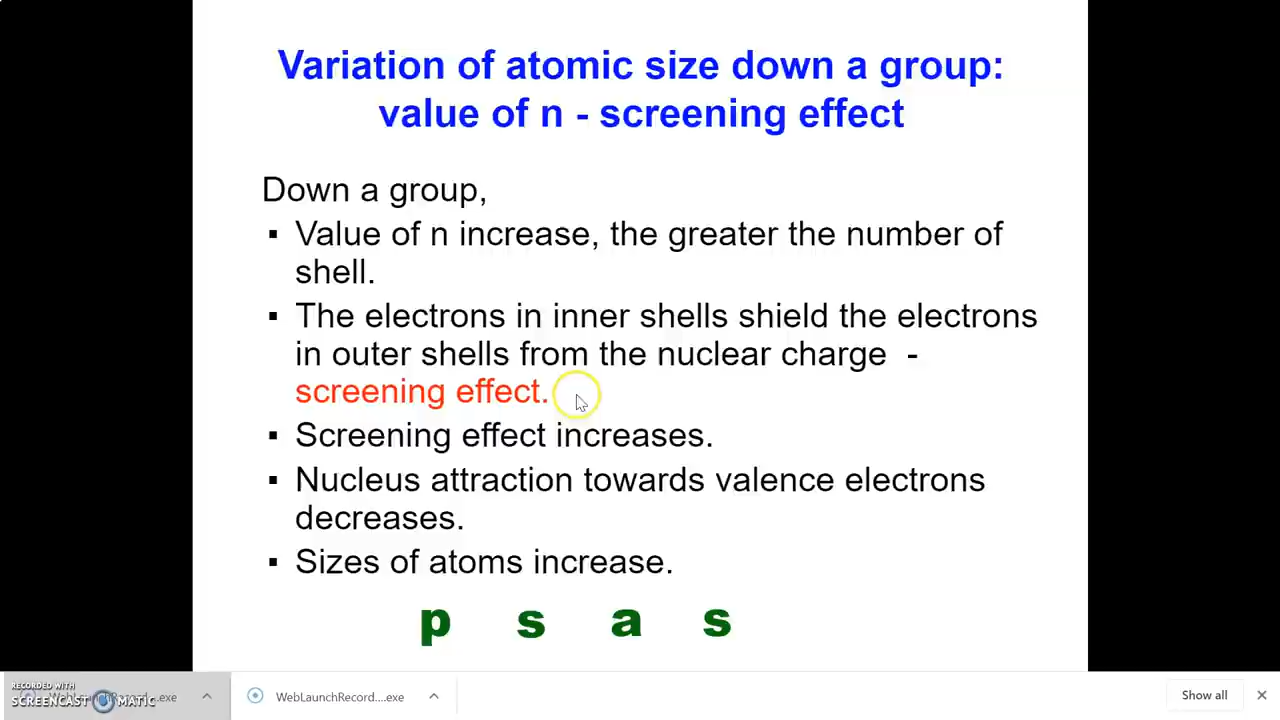 Variation of atomic size down a group:
value of n - screening effect
Down a group,
▪ Value of n increase, the greater the number of
shell.
▪ The electrons in inner shells shield the electrons
in outer shells from the nuclear charge -
screening effect.
▪ Screening effect increases.
▪ Nucleus attraction towards valence electrons
decreases.
▪ Sizes of atoms increase.
p s a s
RECORDED WITH
SCREENCAST MATIC
WebLaunchRecord....exe
WebLaunchRecord....exe
Show all